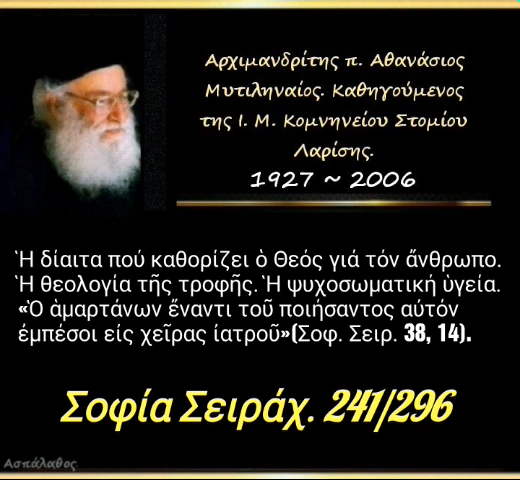 Αρχιμανδρίτης π. Αθανάσιος
Μυτιληναίος. Καθηγούμενος
της Ι. Μ. Κομνηνείου Στομίου
Λαρίσης.
1927 ~ 2006
Ἡ δίαιτα πού καθορίζει ὁ Θεός γιά τόν ἄνθρωπο.
Ἡ θεολογία τῆς τροφῆς. Ἡ ψυχοσωματική ὑγεία.
«Ὁ ἁμαρτάνων ἔναντι τοῦ ποιήσαντος αὐτόν
ἐμπέσοι εἰς χεῖρας ἰατροῦ»(Σοφ. Σειρ. 38, 14).
Σοφία Σειράχ. 241/296
Ασπάλαθος